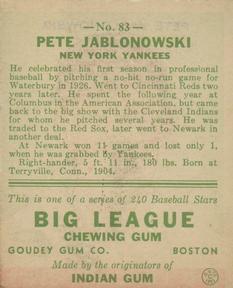 —No. 83—
PETE JABLONOWSKI
NEW YORK YANKEES
He celebrated his first season in professional
baseball by pitching a no-hit no-run game for
Waterbury in 1926. Went to Cincinnati Reds two
years later. He spent the following year at
Columbus in the American Association, but came
back to the big show with the Cleveland Indians
for whom he pitched several years. He was
traded to the Red Sox, later went to Newark in
another deal.
At Newark won 11 games and lost only 1,
when he was grabbed by Yankees.
Right-hander, 5 ft. 11 in., 180 lbs. Born at
Terryville, Conn., 1904.
This is one of a series of 240 Baseball Stars
BIG LEAGUE
CHEWING GUM
GOUDEY GUM CO. BOSTON
Made by the originators of
INDIAN GUM